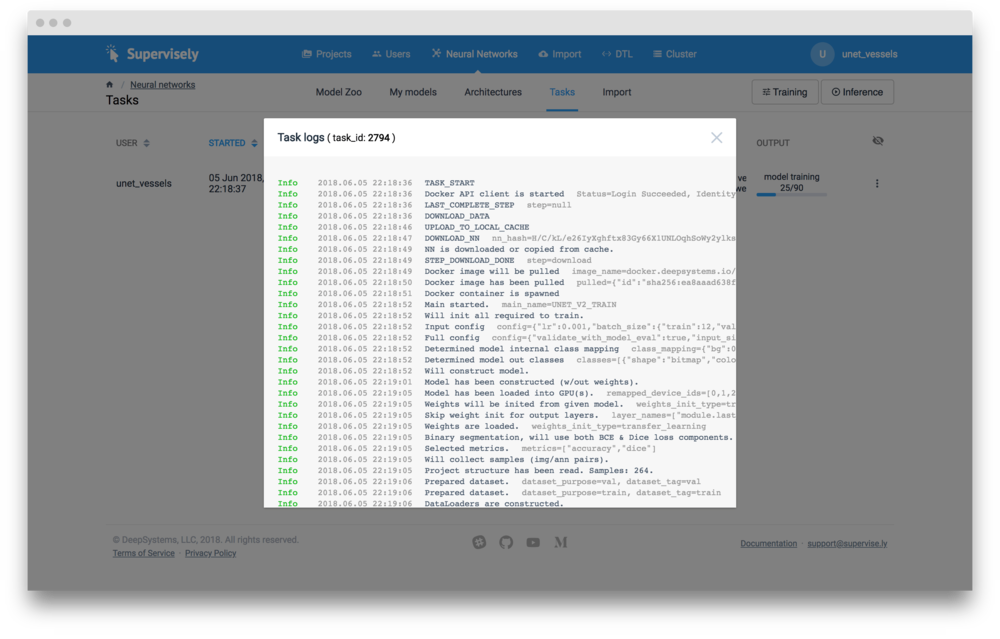 Supervisely
Projects Users Neural Networks Import DTL Cluster
U unet_vessels
/ Neural networks
Tasks
Model Zoo My models Architectures Tasks Import
Training Inference
Task logs ( task_id: 2794 )
USER STARTED OUTPUT
unet_vessels
05 Jun 2018,
22:18:37
ve
we
model training
25/90
Info 2018.06.05 22:18:36 TASK_START
Info 2018.06.05 22:18:36 Docker API client is started Status=Login Succeeded, Identity
Info 2018.06.05 22:18:36 LAST_COMPLETE_STEP step=null
Info 2018.06.05 22:18:36 DOWNLOAD_DATA
Info 2018.06.05 22:18:46 UPLOAD_TO_LOCAL_CACHE
Info 2018.06.05 22:18:47 DOWNLOAD_NN nn_hash=H/C/kL/e26IyXghftx83Gy66X1UNLOqhSoWy2ylks
Info 2018.06.05 22:18:49 NN is downloaded or copied from cache.
Info 2018.06.05 22:18:49 STEP_DOWNLOAD_DONE step=download
Info 2018.06.05 22:18:49 Docker image will be pulled image_name=docker.deepsystems.io/
Info 2018.06.05 22:18:50 Docker image has been pulled pulled={"id":"sha256:ea8aaad638f
Info 2018.06.05 22:18:51 Docker container is spawned
Info 2018.06.05 22:18:52 Main started. main_name=UNET_V2_TRAIN
Info 2018.06.05 22:18:52 Will init all required to train.
Info 2018.06.05 22:18:52 Input config config={"lr":0.001,"batch_size":{"train":12,"val
Info 2018.06.05 22:18:52 Full config config={"validate_with_model_eval":true,"input_si
Info 2018.06.05 22:18:52 Determined model internal class mapping class_mapping={"bg":0
Info 2018.06.05 22:18:52 Determined model out classes classes=[{"shape":"bitmap","colo
Info 2018.06.05 22:18:52 Will construct model.
Info 2018.06.05 22:19:01 Model has been constructed (w/out weights).
Info 2018.06.05 22:19:05 Model has been loaded into GPU(s). remapped_device_ids=[0,1,2
Info 2018.06.05 22:19:05 Weights will be inited from given model. weights_init_type=tr
Info 2018.06.05 22:19:05 Skip weight init for output layers. layer_names=["module.last
Info 2018.06.05 22:19:05 Weights are loaded. weights_init_type=transfer_learning
Info 2018.06.05 22:19:05 Binary segmentation, will use both BCE & Dice loss components.
Info 2018.06.05 22:19:05 Selected metrics. metrics=["accuracy","dice"]
Info 2018.06.05 22:19:05 Will collect samples (img/ann pairs).
Info 2018.06.05 22:19:05 Project structure has been read. Samples: 264.
Info 2018.06.05 22:19:06 Prepared dataset. dataset_purpose=val, dataset_tag=val
Info 2018.06.05 22:19:06 Prepared dataset. dataset_purpose=train, dataset_tag=train
Info 2018.06.05 22:19:06 DataLoaders are constructed.
© DeepSystems, LLC, 2018. All rights reserved.
Terms of Service · Privacy Policy
Documentation · support@supervise.ly